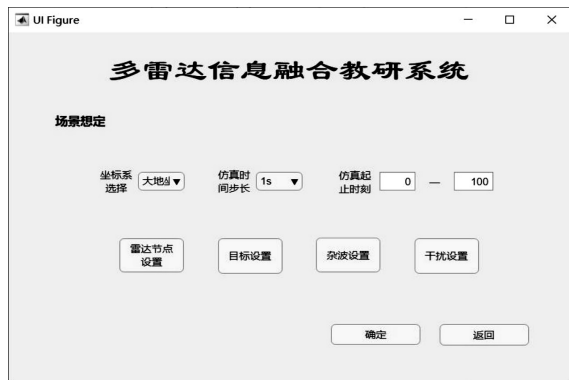 UI Figure
多雷达信息融合教研系统
场景想定
坐标系
选择
大地
仿真时
间步长
1s
仿真起
止时刻
0
—
100
雷达节点
设置
目标设置
杂波设置
干扰设置
确定
返回